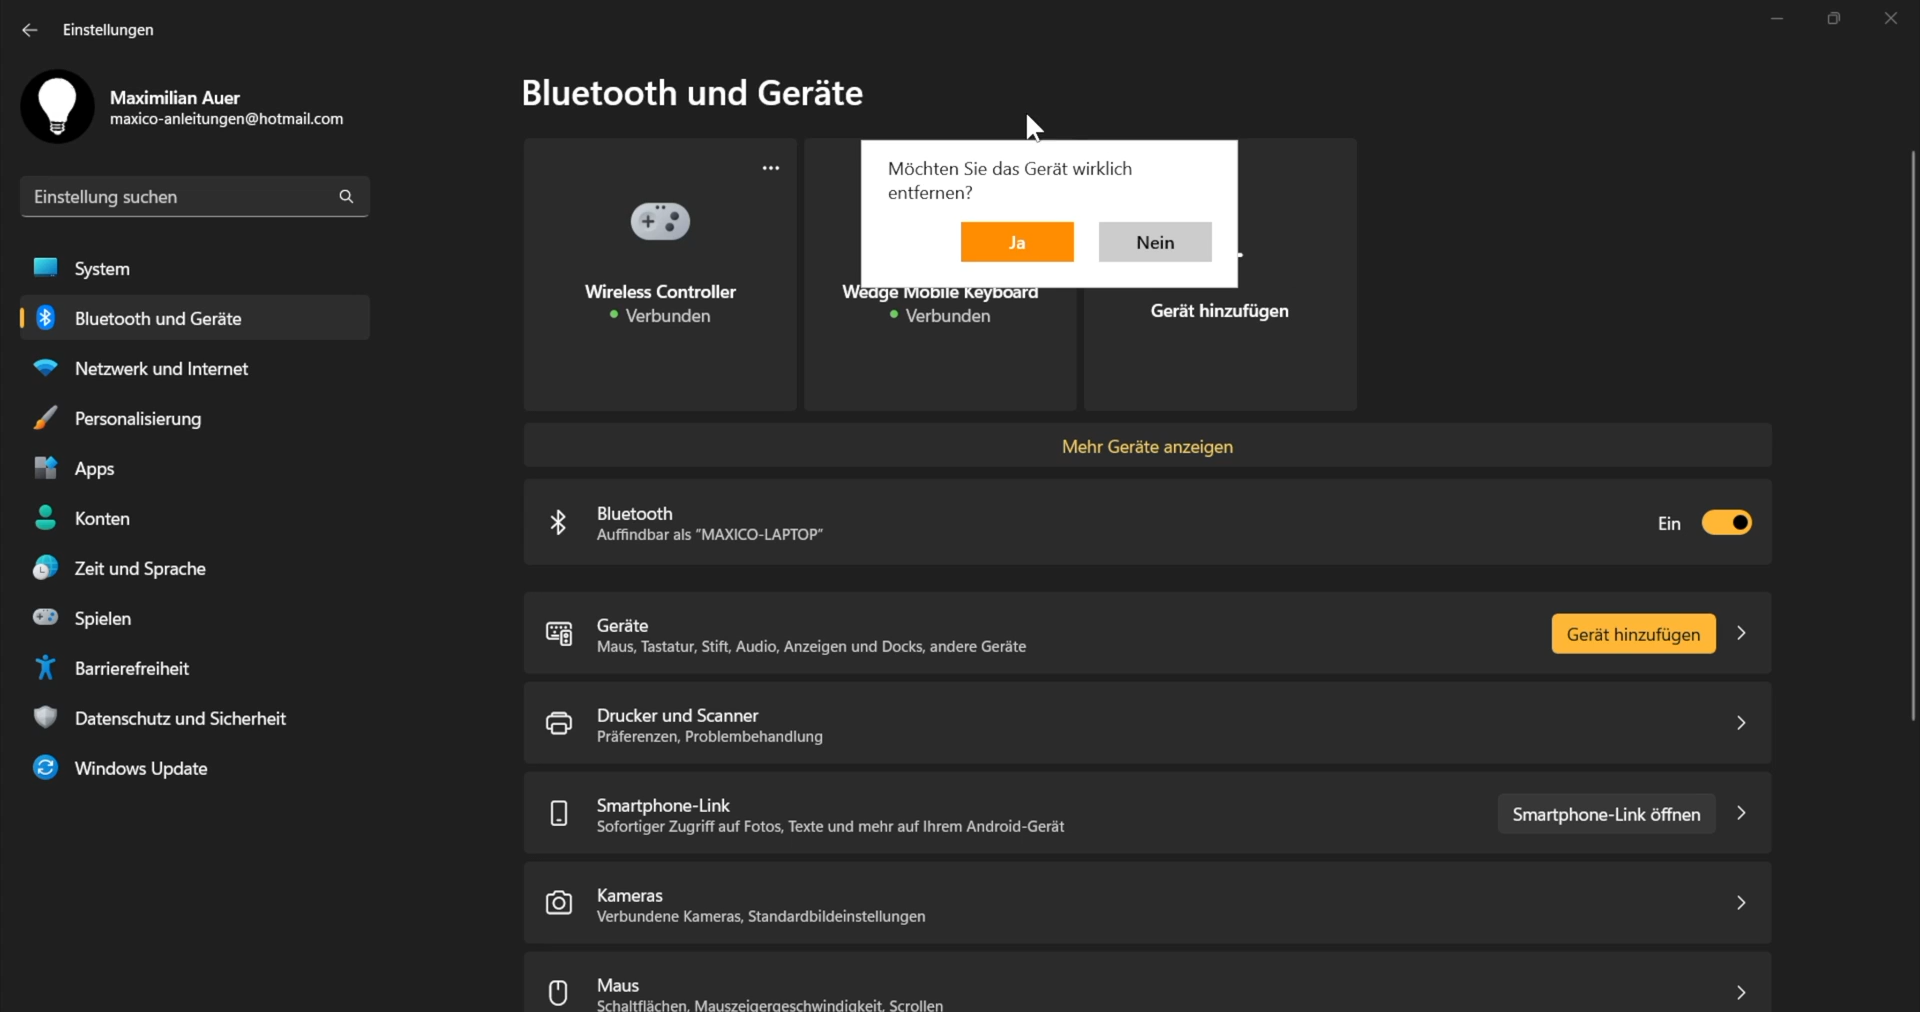 Einstellungen
Maximilian Auer
maxico-anleitungen@hotmail.com
Einstellung suchen
System
Bluetooth und Geräte
Netzwerk und Internet
Personalisierung
Apps
Konten
Zeit und Sprache
Spielen
Barrierefreiheit
Datenschutz und Sicherheit
Windows Update
Bluetooth und Geräte
Wireless Controller
Verbunden
Möchten Sie das Gerät wirklich
entfernen?
Ja
Nein
Wedge Mobile Keyboard
Verbunden
Gerät hinzufügen
Mehr Geräte anzeigen
Bluetooth
Auffindbar als "MAXICO-LAPTOP"
Ein
Geräte
Maus, Tastatur, Stift, Audio, Anzeigen und Docks, andere Geräte
Gerät hinzufügen
Drucker und Scanner
Präferenzen, Problembehandlung
Smartphone-Link
Sofortiger Zugriff auf Fotos, Texte und mehr auf Ihrem Android-Gerät
Smartphone-Link öffnen
Kameras
Verbundene Kameras, Standardbildeinstellungen
Maus
Schaltflächen, Mauszeigergeschwindigkeit, Scrollen